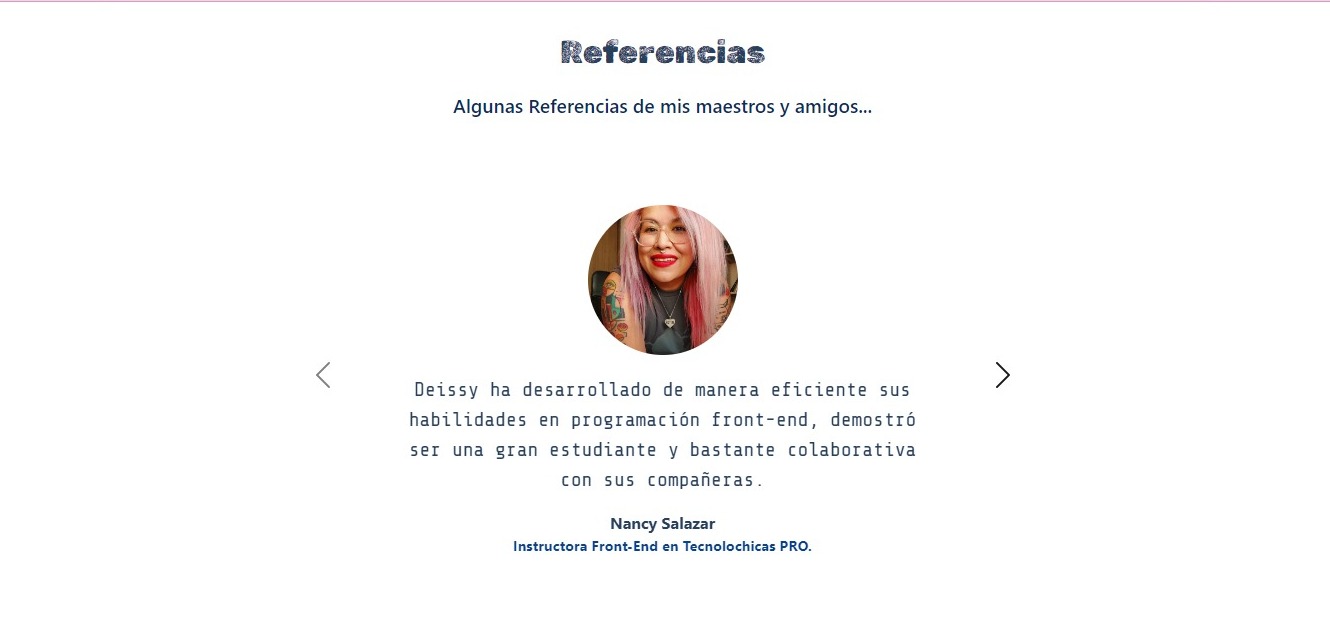 Referencias
Algunas Referencias de mis maestros y amigos...
Deissy ha desarrollado de manera eficiente sus
habilidades en programación front-end, demostró
ser una gran estudiante y bastante colaborativa
con sus compañeras.
Nancy Salazar
Instructora Front-End en Tecnolochicas PRO.